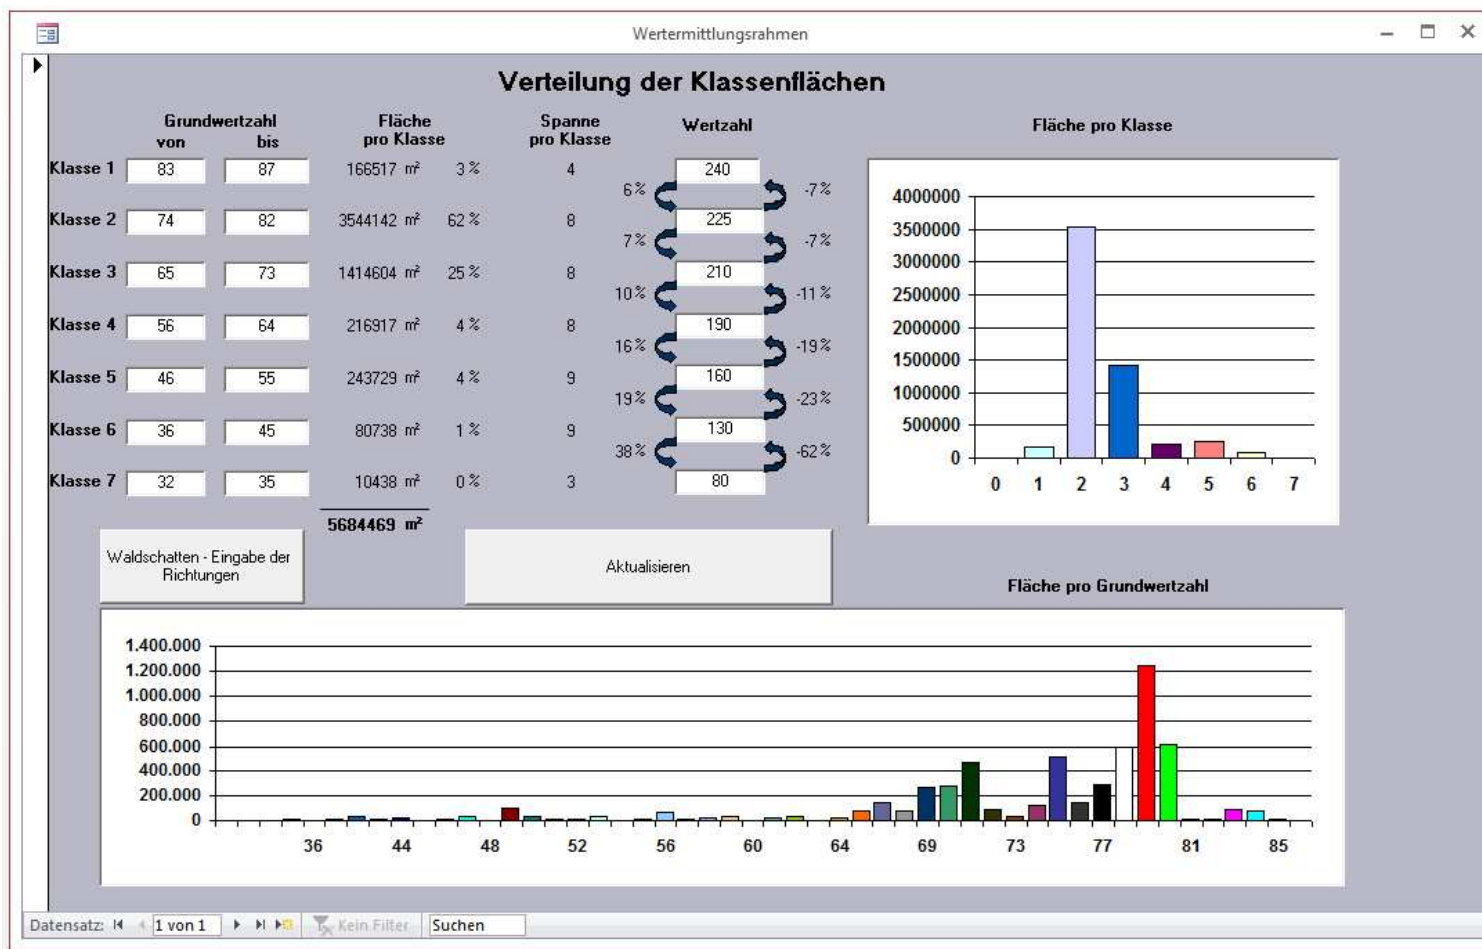 Wertermittlungsrahmen
Verteilung der Klassenflächen
Grundwertzahl Fläche Spanne Wertzahl Fläche pro Klasse
von bis pro Klasse pro Klasse
Klasse 1 83 87 166517 m² 3 % 4 240
6 % -7 %
Klasse 2 74 82 3544142 m² 62 % 8 225
7 % -7 %
Klasse 3 65 73 1414604 m² 25 % 8 210
10 % -11 %
Klasse 4 56 64 216917 m² 4 % 8 190
16 % -19 %
Klasse 5 46 55 243729 m² 4 % 9 160
19 % -23 %
Klasse 6 36 45 80738 m² 1 % 9 130
38 % -62 %
Klasse 7 32 35 10438 m² 0 % 3 80
5684469 m²
4000000
3500000
3000000
2500000
2000000
1500000
1000000
500000
0
0 1 2 3 4 5 6 7
Waldschatten - Eingabe der
Richtungen
Aktualisieren
Fläche pro Grundwertzahl
1.400.000
1.200.000
1.000.000
800.000
600.000
400.000
200.000
0
36 44 48 52 56 60 64 69 73 77 81 85
Datensatz: 1 von 1 Kein Filter Suchen